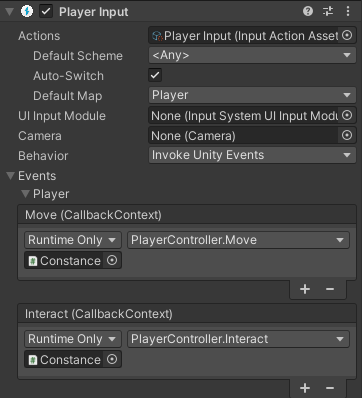 Player Input
Actions Player Input (Input Action Asset
Default Scheme <Any>
Auto-Switch
Default Map Player
UI Input Module None (Input System UI Input Modu
Camera None (Camera)
Behavior Invoke Unity Events
Events
Player
Move (CallbackContext)
Runtime Only PlayerController.Move
Constance
Interact (CallbackContext)
Runtime Only PlayerController.Interact
Constance